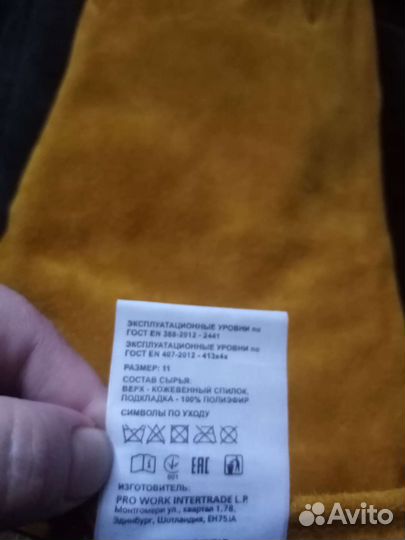 ЭКСПЛУАТАЦИОННЫЕ УРОВНИ по
ГОСТ EN 388-2012 - 2441
ЭКСПЛУАТАЦИОННЫЕ УРОВНИ по
ГОСТ EN 407-2012 - 413x4x
РАЗМЕР: 11
СОСТАВ СЫРЬЯ:
ВЕРХ - КОЖЕВЕННЫЙ СПИЛОК,
ПОДКЛАДКА - 100% ПОЛИЭФИР
СИМВОЛЫ ПО УХОДУ
001
EAC
ИЗГОТОВИТЕЛЬ:
PRO WORK INTERTRADE L.P.
Монтгомери ул., квартал 1,78,
Эдинбург, Шотландия, EH75JA
Avito